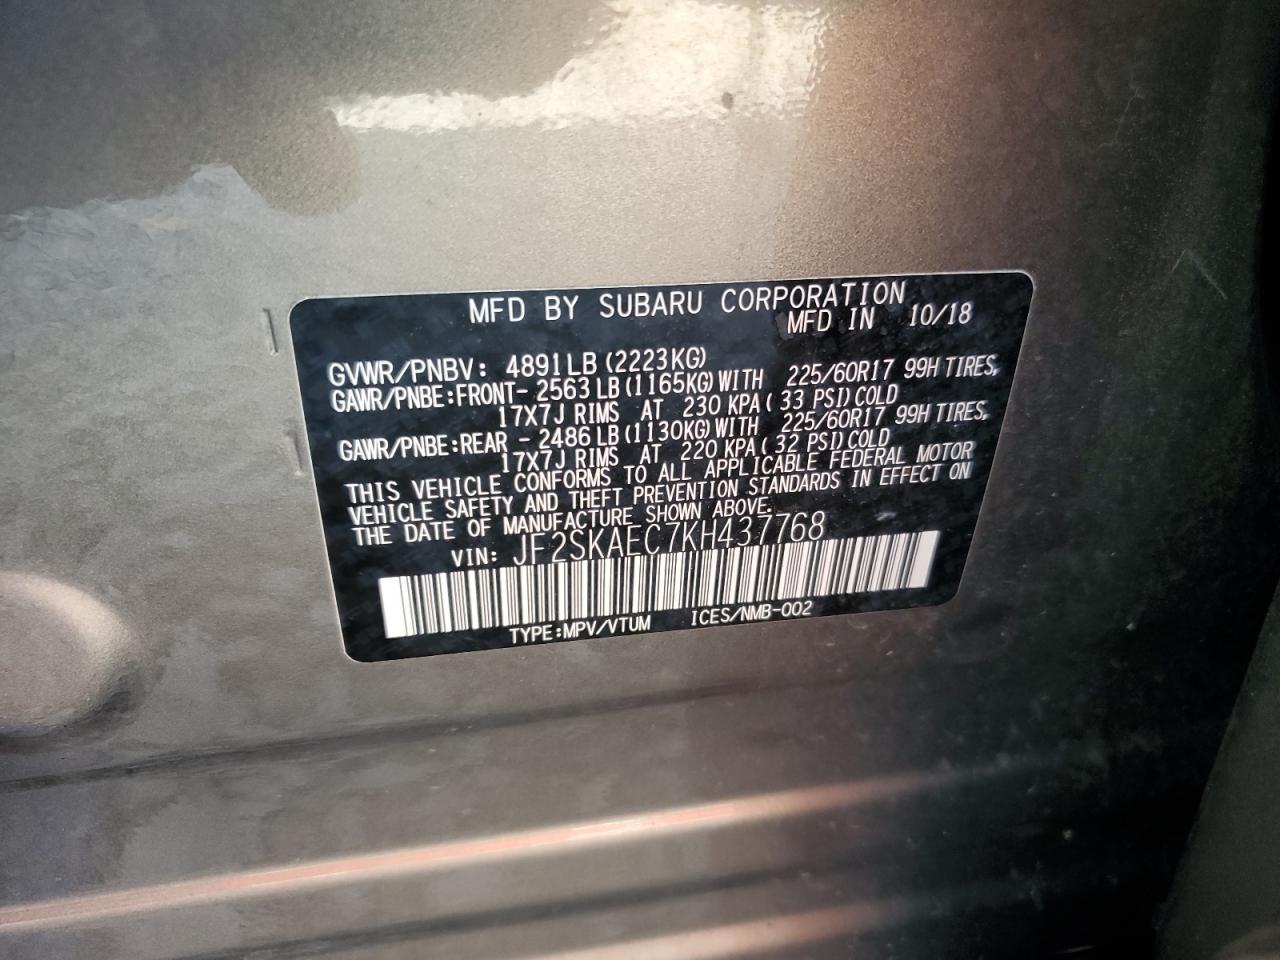 MFD BY SUBARU CORPORATION
MFD IN 10/18
GVWR/PNBV: 4891LB (2223KG)
GAWR/PNBE:FRONT- 2563 LB (1165KG) WITH 225/60R17 99H TIRES,
17X7J RIMS AT 230 KPA ( 33 PSI) COLD
GAWR/PNBE:REAR - 2486 LB (1130KG) WITH 225/60R17 99H TIRES,
17X7J RIMS AT 220 KPA ( 32 PSI) COLD
THIS VEHICLE CONFORMS TO ALL APPLICABLE FEDERAL MOTOR
VEHICLE SAFETY AND THEFT PREVENTION STANDARDS IN EFFECT ON
THE DATE OF MANUFACTURE SHOWN ABOVE.
VIN: JF2SKAEC7KH437768
TYPE:MPV/VTUM ICES/NMB-002